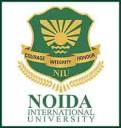 COURAGE INTEGRITY HONOUR
NIU
NOIDA
INTERNATIONAL
UNIVERSITY